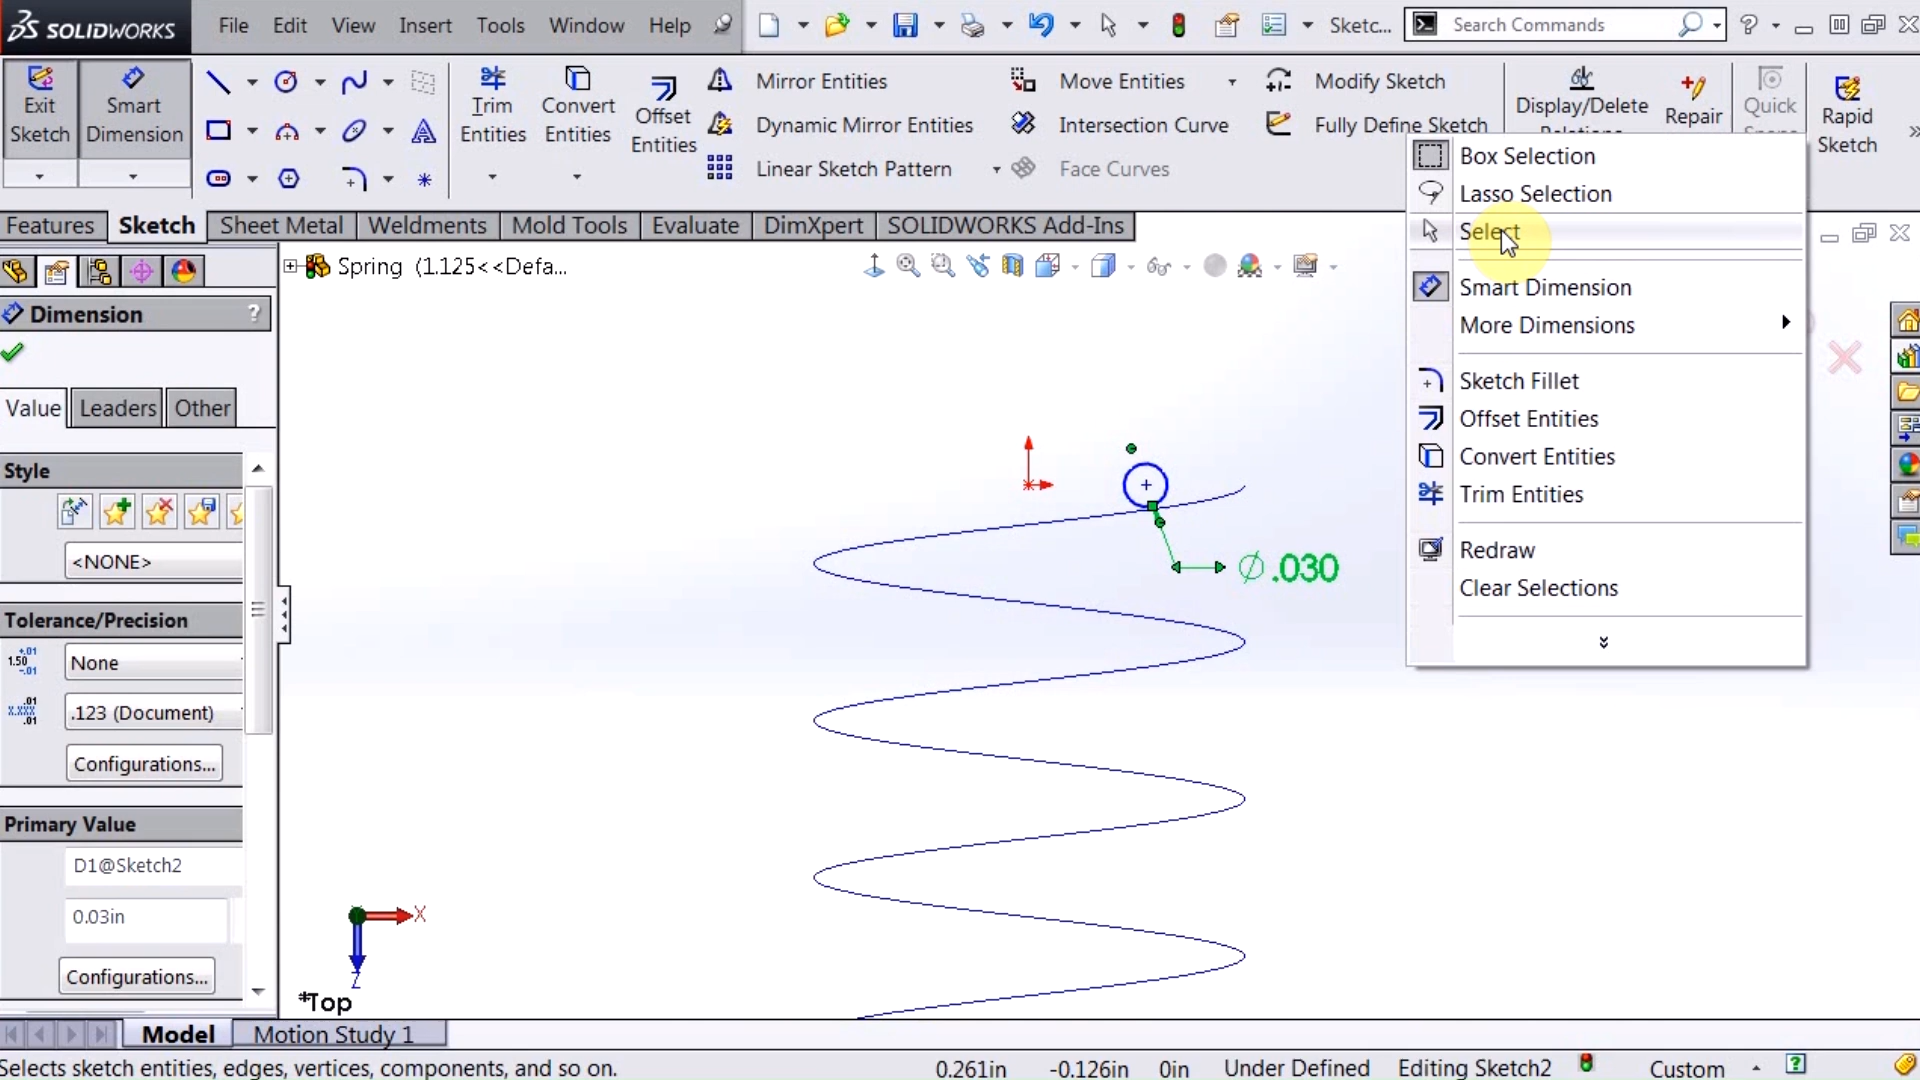 SOLIDWORKS File Edit View Insert Tools Window Help Sketc... Search Commands
Exit Sketch
Smart Dimension
Trim Entities
Convert Entities
Offset Entities
Mirror Entities
Dynamic Mirror Entities
Linear Sketch Pattern
Move Entities
Intersection Curve
Face Curves
Modify Sketch
Fully Define Sketch
Display/Delete
Repair
Quick
Rapid Sketch
Features Sketch Sheet Metal Weldments Mold Tools Evaluate DimXpert SOLIDWORKS Add-Ins
Spring (1.125<<Defa...
Dimension ?
Value Leaders Other
Style
<NONE>
Tolerance/Precision
None
.123 (Document)
Configurations...
Primary Value
D1@Sketch2
0.03in
Configurations...
Ø.030
Box Selection
Lasso Selection
Select
Smart Dimension
More Dimensions
Sketch Fillet
Offset Entities
Convert Entities
Trim Entities
Redraw
Clear Selections
X
Z
*Top
Model Motion Study 1
Selects sketch entities, edges, vertices, components, and so on. 0.261in -0.126in 0in Under Defined Editing Sketch2 Custom